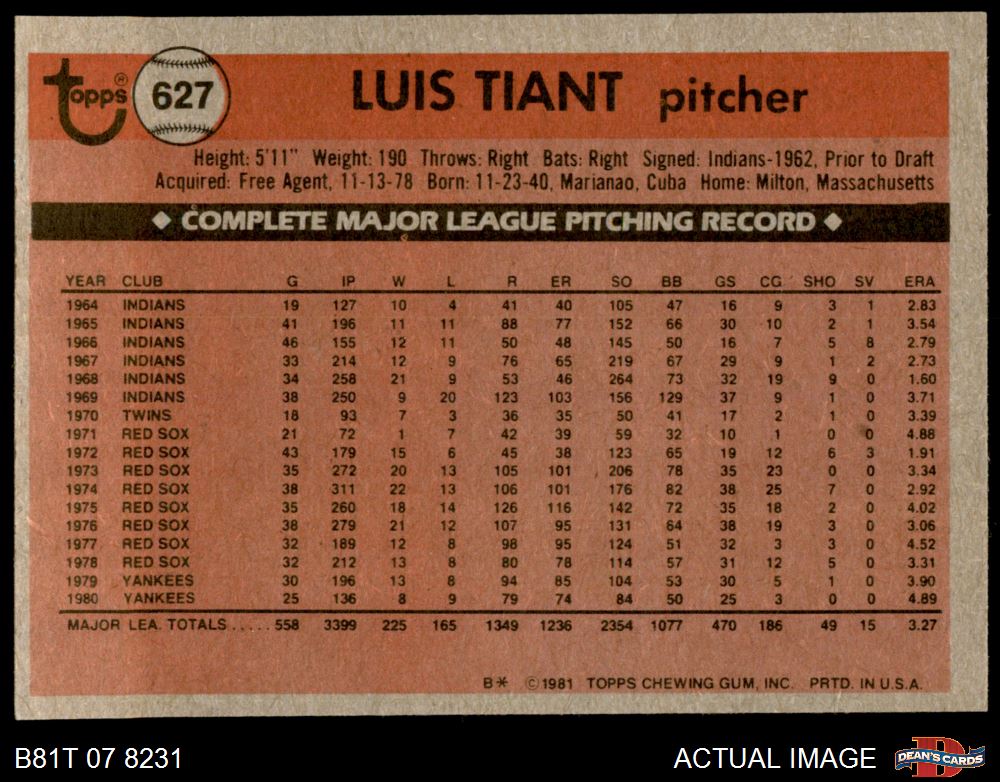 Topps® 627 LUIS TIANT pitcher
Height: 5'11" Weight: 190 Throws: Right Bats: Right Signed: Indians-1962, Prior to Draft
Acquired: Free Agent, 11-13-78 Born: 11-23-40, Marianao, Cuba Home: Milton, Massachusetts
◆ COMPLETE MAJOR LEAGUE PITCHING RECORD ◆
YEAR CLUB G IP W L R ER SO BB GS CG SHO SV ERA
1964 INDIANS 19 127 10 4 41 40 105 47 16 9 3 1 2.83
1965 INDIANS 41 196 11 11 88 77 152 66 30 10 2 1 3.54
1966 INDIANS 46 155 12 11 50 48 145 50 16 7 5 8 2.79
1967 INDIANS 33 214 12 9 76 65 219 67 29 9 1 2 2.73
1968 INDIANS 34 258 21 9 53 46 264 73 32 19 9 0 1.60
1969 INDIANS 38 250 9 20 123 103 156 129 37 9 1 0 3.71
1970 TWINS 18 93 7 3 36 35 50 41 17 2 1 0 3.39
1971 RED SOX 21 72 1 7 42 39 59 32 10 1 0 0 4.88
1972 RED SOX 43 179 15 6 45 38 123 65 19 12 6 3 1.91
1973 RED SOX 35 272 20 13 105 101 206 78 35 23 0 0 3.34
1974 RED SOX 38 311 22 13 106 101 176 82 38 25 7 0 2.92
1975 RED SOX 35 260 18 14 126 116 142 72 35 18 2 0 4.02
1976 RED SOX 38 279 21 12 107 95 131 64 38 19 3 0 3.06
1977 RED SOX 32 189 12 8 98 95 124 51 32 3 3 0 4.52
1978 RED SOX 32 212 13 8 80 78 114 57 31 12 5 0 3.31
1979 YANKEES 30 196 13 8 94 85 104 53 30 5 1 0 3.90
1980 YANKEES 25 136 8 9 79 74 84 50 25 3 0 0 4.89
MAJOR LEA. TOTALS ..... 558 3399 225 165 1349 1236 2354 1077 470 186 49 15 3.27
B* ©1981 TOPPS CHEWING GUM, INC. PRTD. IN U.S.A.
B81T 07 8231 ACTUAL IMAGE D DEAN'S CARDS